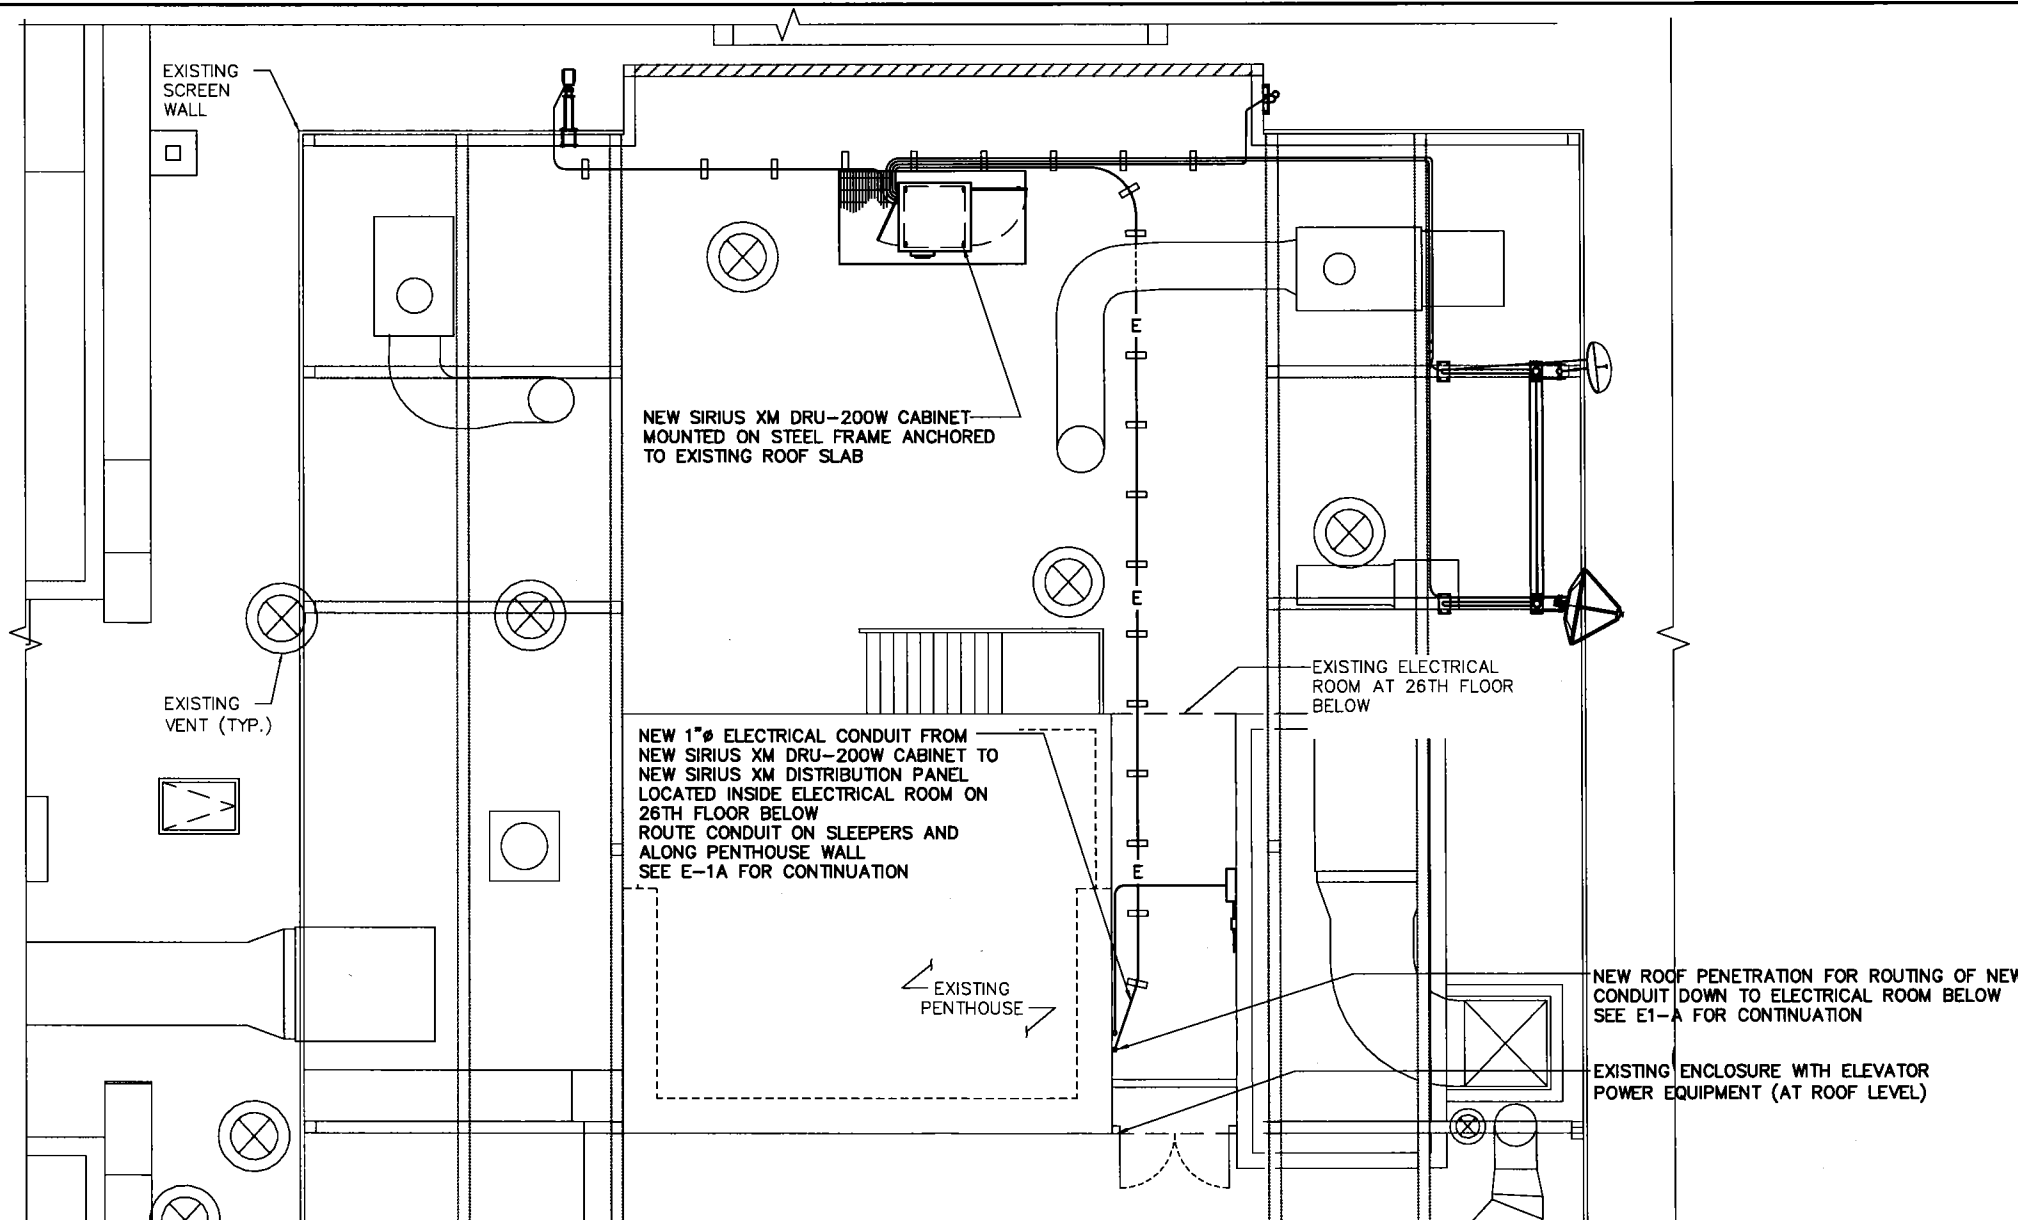 EXISTING
SCREEN
WALL
NEW SIRIUS XM DRU-200W CABINET
MOUNTED ON STEEL FRAME ANCHORED
TO EXISTING ROOF SLAB
E
E
EXISTING ELECTRICAL
ROOM AT 26TH FLOOR
BELOW
EXISTING
VENT (TYP.)
NEW 1"ø ELECTRICAL CONDUIT FROM
NEW SIRIUS XM DRU-200W CABINET TO
NEW SIRIUS XM DISTRIBUTION PANEL
LOCATED INSIDE ELECTRICAL ROOM ON
26TH FLOOR BELOW
ROUTE CONDUIT ON SLEEPERS AND
ALONG PENTHOUSE WALL
SEE E-1A FOR CONTINUATION
E
EXISTING
PENTHOUSE
NEW ROOF PENETRATION FOR ROUTING OF NEW
CONDUIT DOWN TO ELECTRICAL ROOM BELOW
SEE E1-A FOR CONTINUATION
EXISTING ENCLOSURE WITH ELEVATOR
POWER EQUIPMENT (AT ROOF LEVEL)